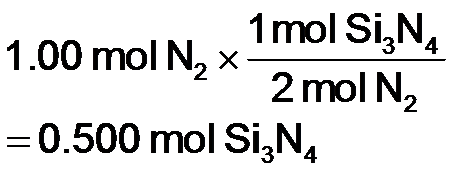 1.00 mol N₂ × 1 mol Si₃N₄ / 2 mol N₂
= 0.500 mol Si₃N₄